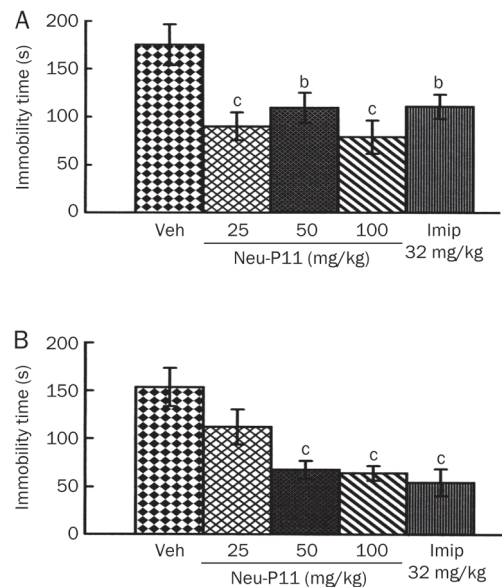 A
Immobility time (s)
200
150
100
50
0
c
b
c
b
Veh
25
50
100
Imip
Neu-P11 (mg/kg)
32 mg/kg
B
Immobility time (s)
200
150
100
50
0
c
c
c
Veh
25
50
100
Imip
Neu-P11 (mg/kg)
32 mg/kg